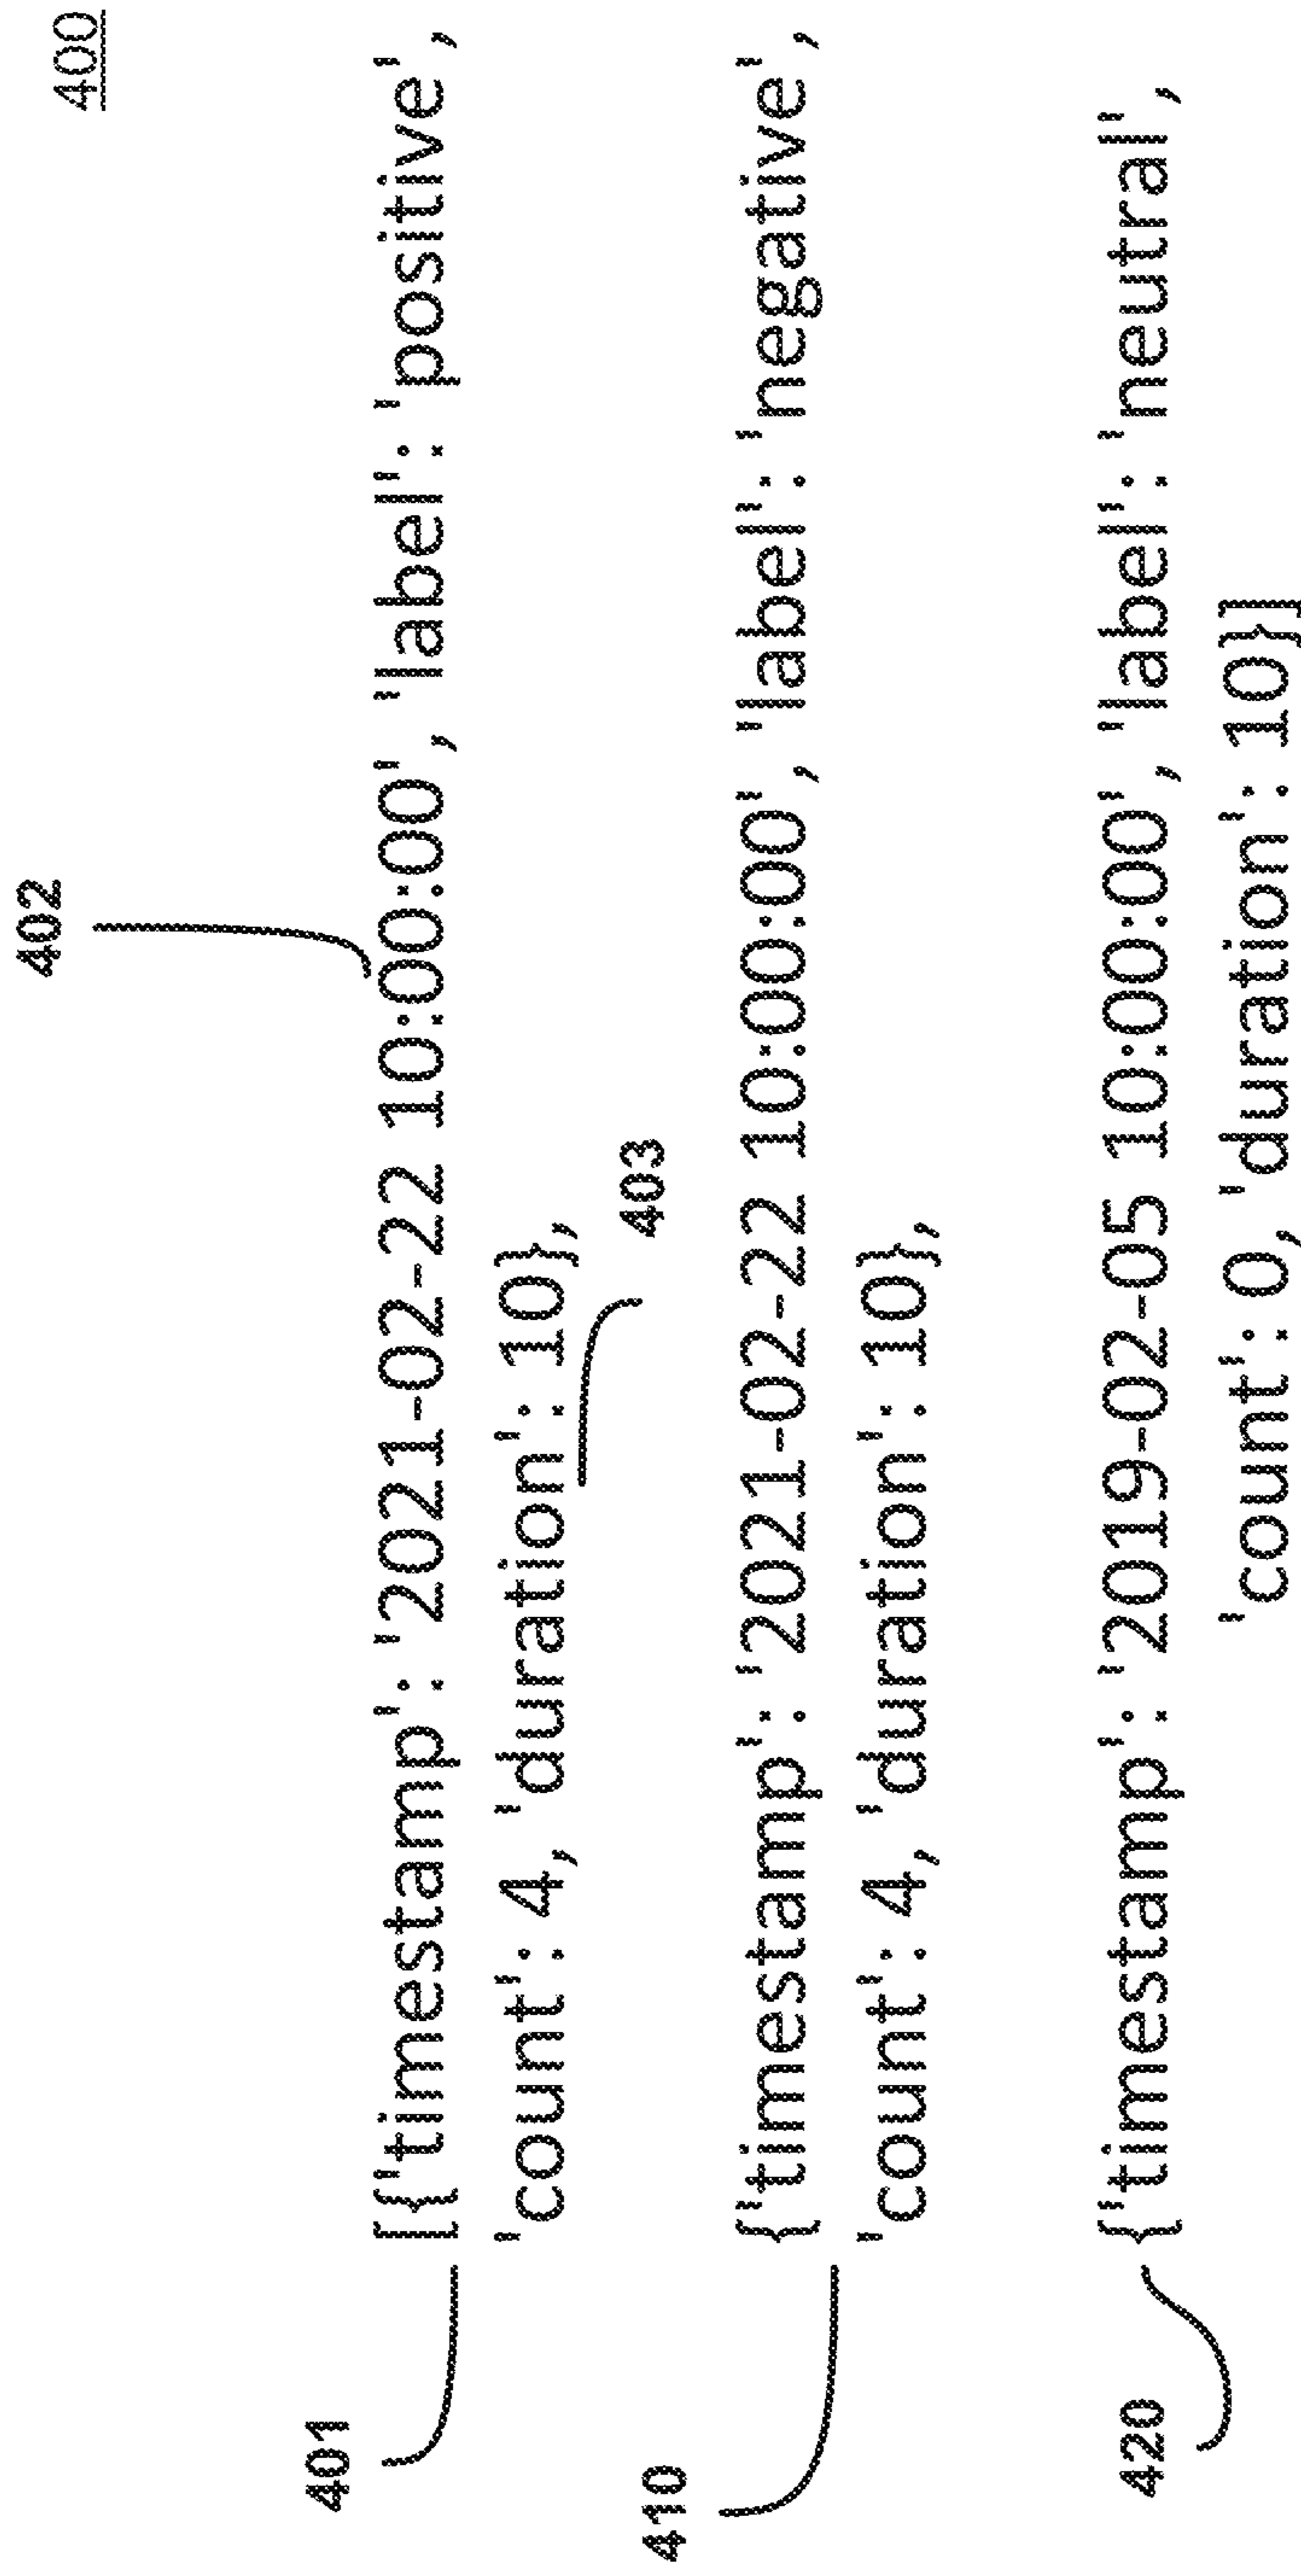 400
402
401
[{'timestamp': '2021-02-22 10:00:00', 'label': 'positive',
'count': 4, 'duration': 10},
403
410
{'timestamp': '2021-02-22 10:00:00', 'label': 'negative',
'count': 4, 'duration': 10},
420
{'timestamp': '2019-02-05 10:00:00', 'label': 'neutral',
'count': 0, 'duration': 10}]